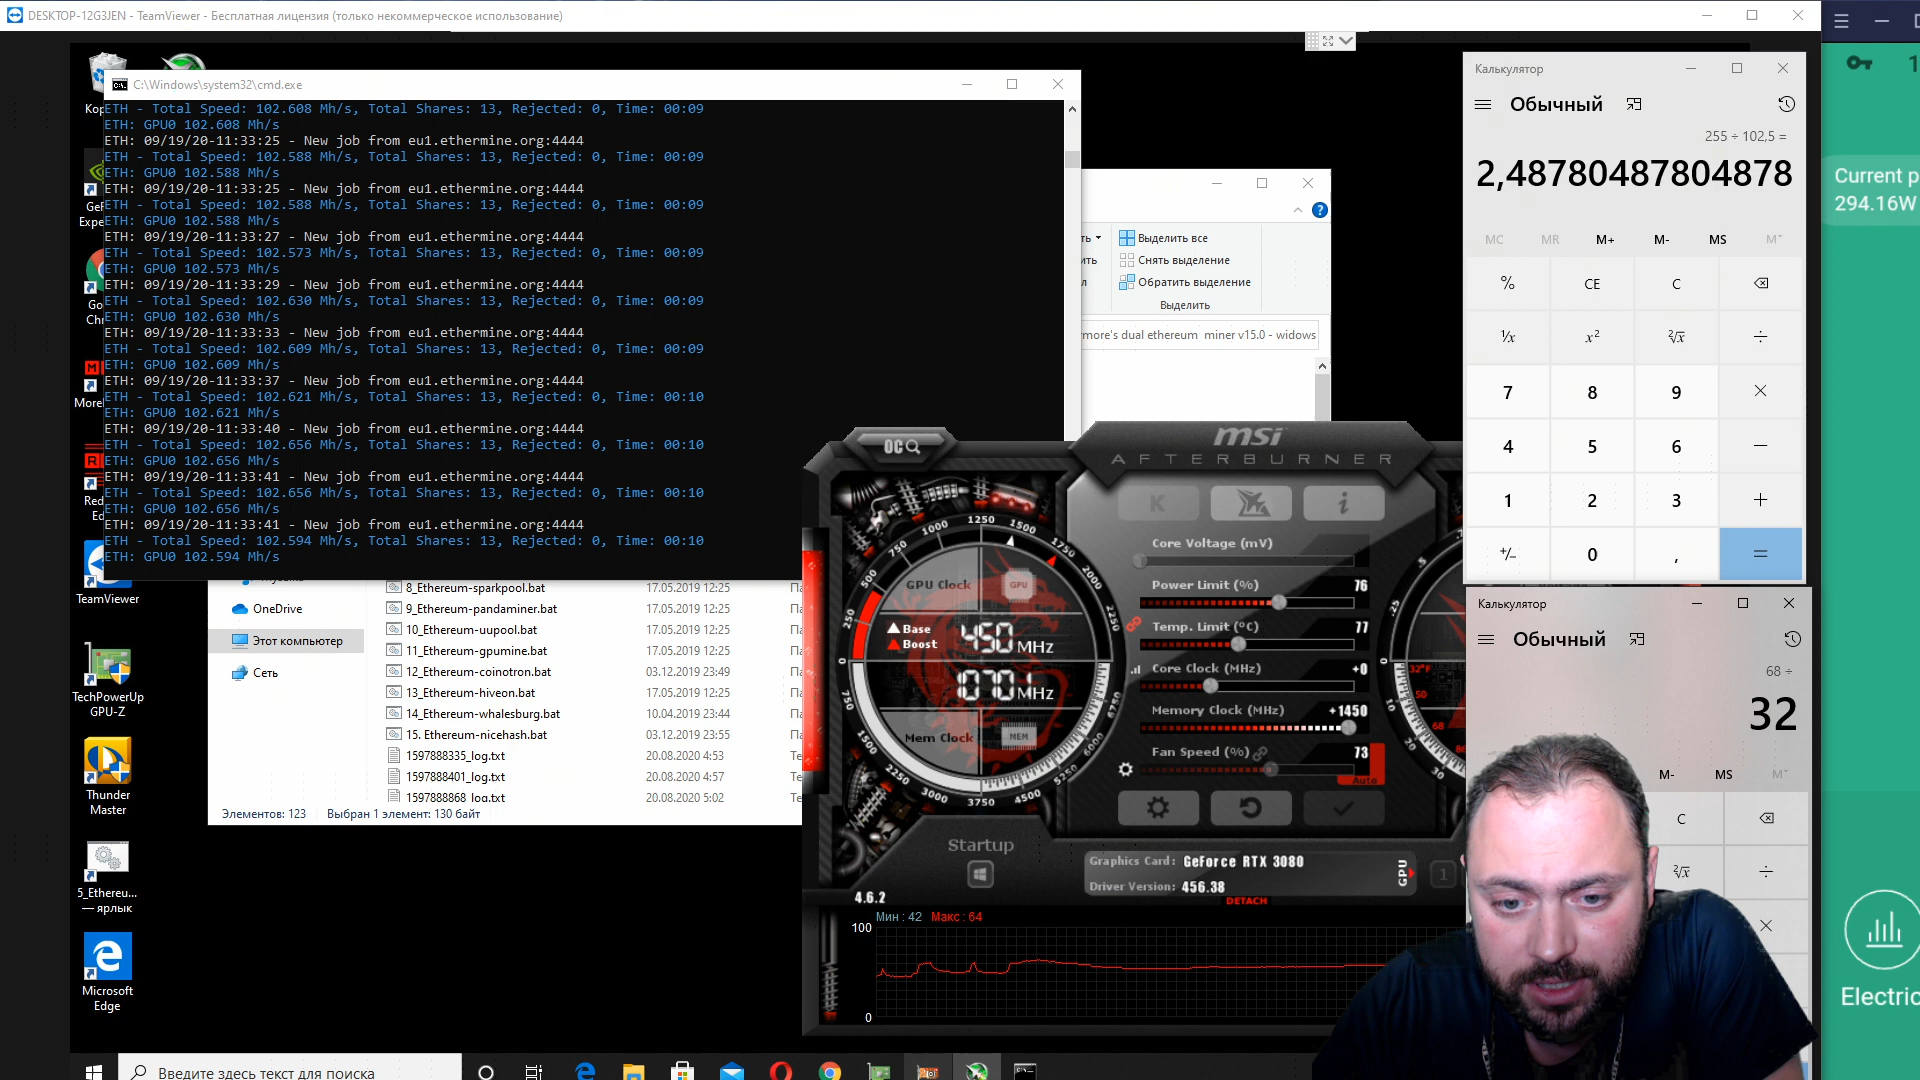 DESKTOP-12G3JEN - TeamViewer - Бесплатная лицензия (только некоммерческое использование)
C:\Windows\system32\cmd.exe
ETH - Total Speed: 102.608 Mh/s, Total Shares: 13, Rejected: 0, Time: 00:09
ETH: GPU0 102.608 Mh/s
ETH: 09/19/20-11:33:25 - New job from eu1.ethermine.org:4444
ETH - Total Speed: 102.588 Mh/s, Total Shares: 13, Rejected: 0, Time: 00:09
ETH: GPU0 102.588 Mh/s
ETH: 09/19/20-11:33:25 - New job from eu1.ethermine.org:4444
ETH - Total Speed: 102.588 Mh/s, Total Shares: 13, Rejected: 0, Time: 00:09
ETH: GPU0 102.588 Mh/s
ETH: 09/19/20-11:33:27 - New job from eu1.ethermine.org:4444
ETH - Total Speed: 102.573 Mh/s, Total Shares: 13, Rejected: 0, Time: 00:09
ETH: GPU0 102.573 Mh/s
ETH: 09/19/20-11:33:29 - New job from eu1.ethermine.org:4444
ETH - Total Speed: 102.630 Mh/s, Total Shares: 13, Rejected: 0, Time: 00:09
ETH: GPU0 102.630 Mh/s
ETH: 09/19/20-11:33:33 - New job from eu1.ethermine.org:4444
ETH - Total Speed: 102.609 Mh/s, Total Shares: 13, Rejected: 0, Time: 00:09
ETH: GPU0 102.609 Mh/s
ETH: 09/19/20-11:33:37 - New job from eu1.ethermine.org:4444
ETH - Total Speed: 102.621 Mh/s, Total Shares: 13, Rejected: 0, Time: 00:10
ETH: GPU0 102.621 Mh/s
ETH: 09/19/20-11:33:40 - New job from eu1.ethermine.org:4444
ETH - Total Speed: 102.656 Mh/s, Total Shares: 13, Rejected: 0, Time: 00:10
ETH: GPU0 102.656 Mh/s
ETH: 09/19/20-11:33:41 - New job from eu1.ethermine.org:4444
ETH - Total Speed: 102.656 Mh/s, Total Shares: 13, Rejected: 0, Time: 00:10
ETH: GPU0 102.656 Mh/s
ETH: 09/19/20-11:33:41 - New job from eu1.ethermine.org:4444
ETH - Total Speed: 102.594 Mh/s, Total Shares: 13, Rejected: 0, Time: 00:10
ETH: GPU0 102.594 Mh/s
TeamViewer
TechPowerUp
GPU-Z
Thunder
Master
5_Ethereu...
— ярлык
Microsoft
Edge
Выделить все
Снять выделение
Обратить выделение
Выделить
more's dual ethereum miner v15.0 - widows
OneDrive
Этот компьютер
Сеть
8_Ethereum-sparkpool.bat 17.05.2019 12:25
9_Ethereum-pandaminer.bat 17.05.2019 12:25
10_Ethereum-uupool.bat 17.05.2019 12:25
11_Ethereum-gpumine.bat 17.05.2019 12:25
12_Ethereum-coinotron.bat 03.12.2019 23:49
13_Ethereum-hiveon.bat 17.05.2019 12:25
14_Ethereum-whalesburg.bat 10.04.2019 23:44
15. Ethereum-nicehash.bat 03.12.2019 23:55
1597888335_log.txt 20.08.2020 4:53
1597888401_log.txt 20.08.2020 4:57
1597888868_log.txt 20.08.2020 5:02
Элементов: 123 Выбран 1 элемент: 130 байт
OC
msi
AFTERBURNER
K i
GPU Clock GPU
Base
Boost
450 MHz
Mem Clock MEM
0 250 500 750 1000 1250 1500 1750 2000 2250
750 1500 2250 3000 3750 4500 5250 6000 6750
Core Voltage (mV)
Power Limit (%) 76
Temp. Limit (°C) 77
Core Clock (MHz) +0
Memory Clock (MHz) +1450
Fan Speed (%) 73
Auto
Startup
Graphics Card: GeForce RTX 3080
Driver Version: 456.38
GPU 1
DETACH
4.6.2
Мин : 42 Макс : 64
100
0
Калькулятор
Обычный
255 ÷ 102,5 =
2,48780487804878
MC MR M+ M- MS M˅
% CE C
¹/x x² ²√x ÷
7 8 9 ×
4 5 6 −
1 2 3 +
+/- 0 , =
Калькулятор
Обычный
68 ÷
32
M- MS M˅
C
²√x ÷
×
Current p
294.16W
Electric
Введите здесь текст для поиска